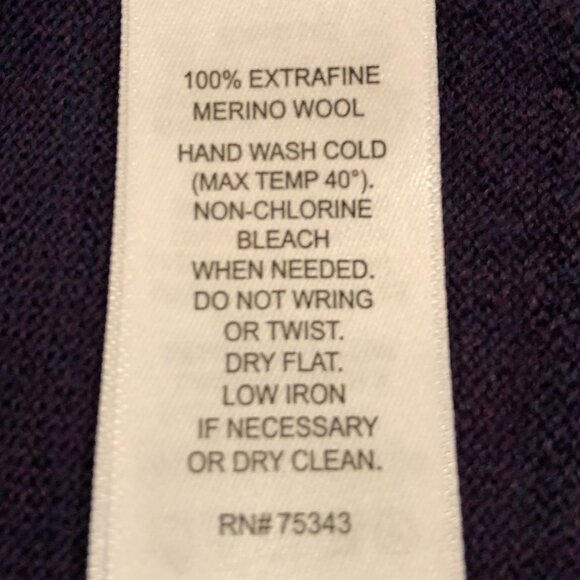 100% EXTRAFINE
MERINO WOOL
HAND WASH COLD
(MAX TEMP 40°).
NON-CHLORINE
BLEACH
WHEN NEEDED.
DO NOT WRING
OR TWIST.
DRY FLAT.
LOW IRON
IF NECESSARY
OR DRY CLEAN.
RN# 75343